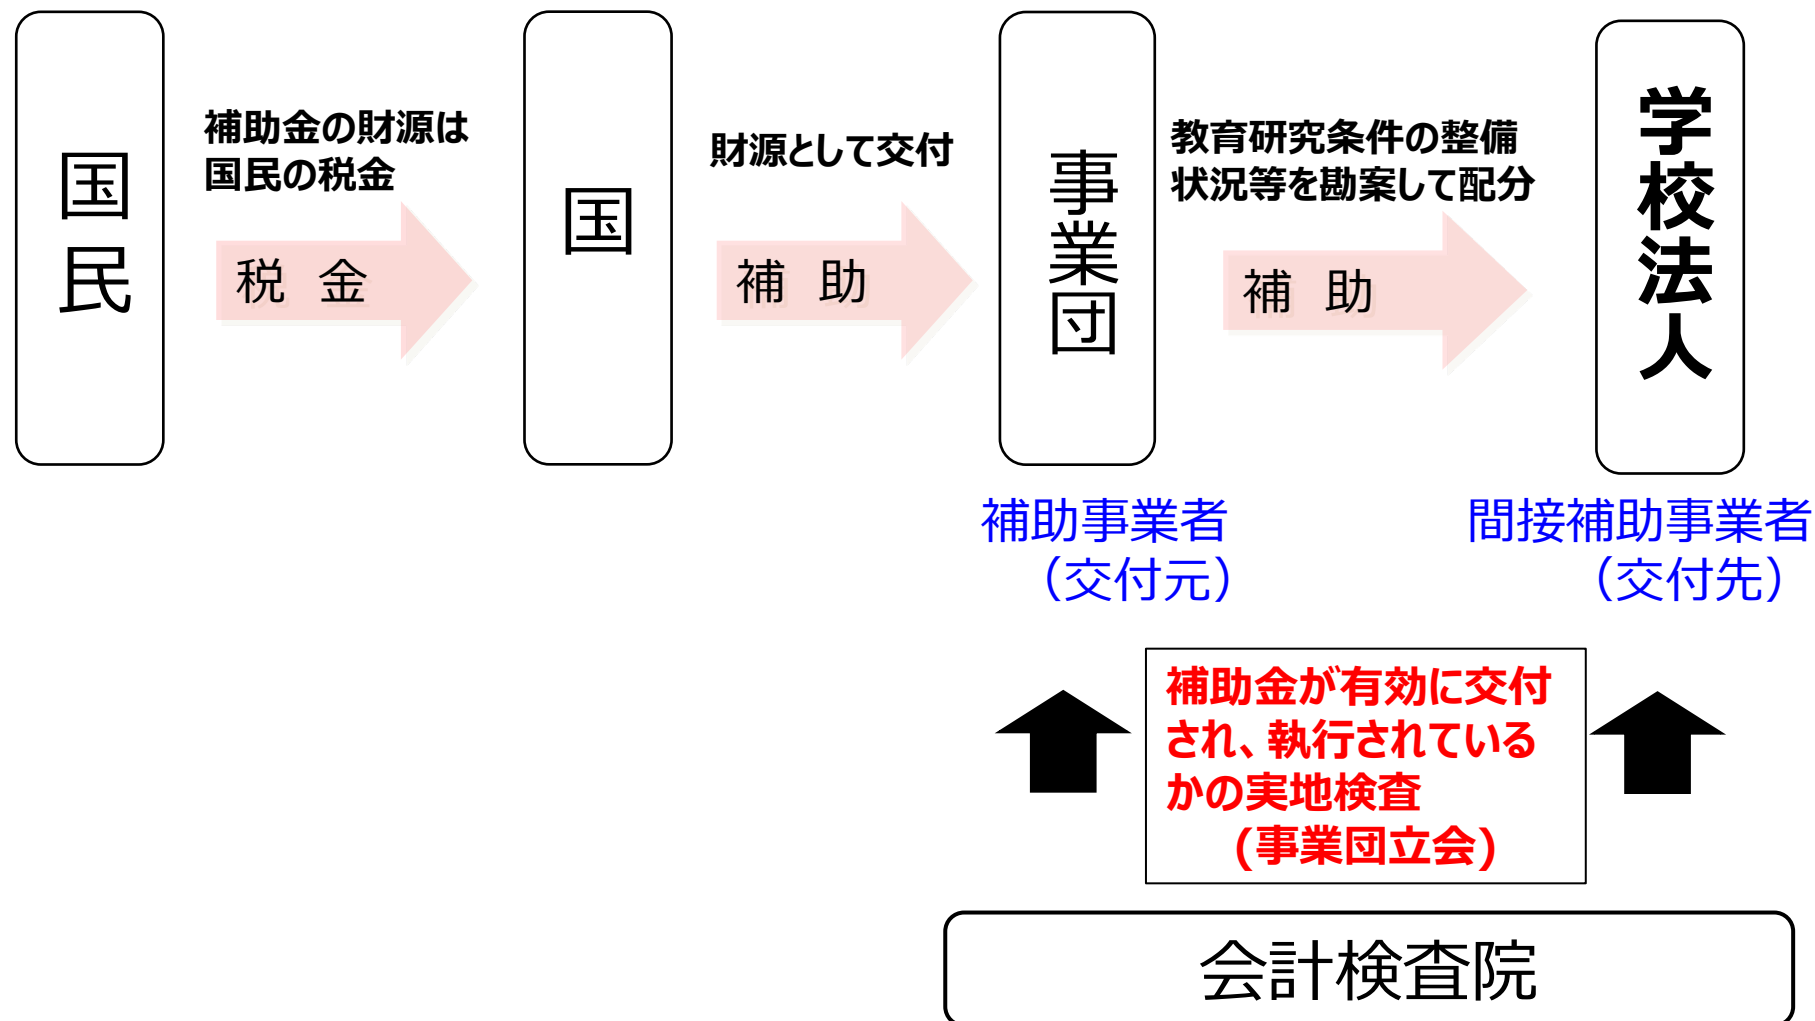 国民
補助金の財源は
国民の税金
税 金
国
財源として交付
補 助
事業団
教育研究条件の整備
状況等を勘案して配分
補 助
学校法人
補助事業者
（交付元）
間接補助事業者
（交付先）
補助金が有効に交付
され、執行されている
かの実地検査
(事業団立会)
会計検査院